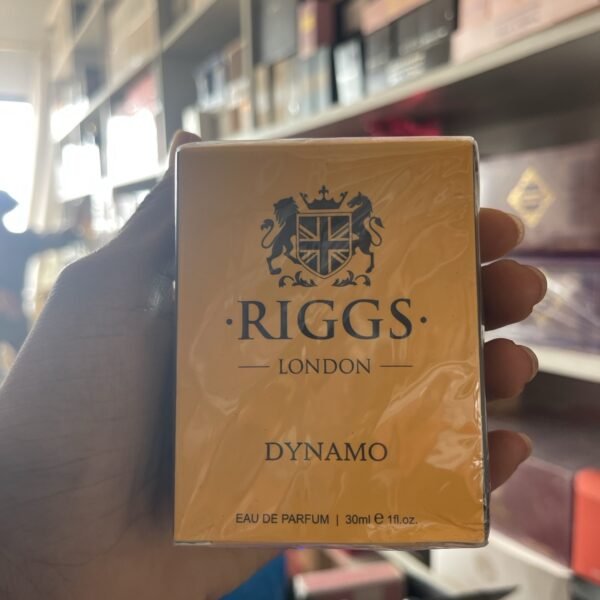 ·RIGGS·
— LONDON —
DYNAMO
EAU DE PARFUM | 30ml ℮ 1fl.oz.